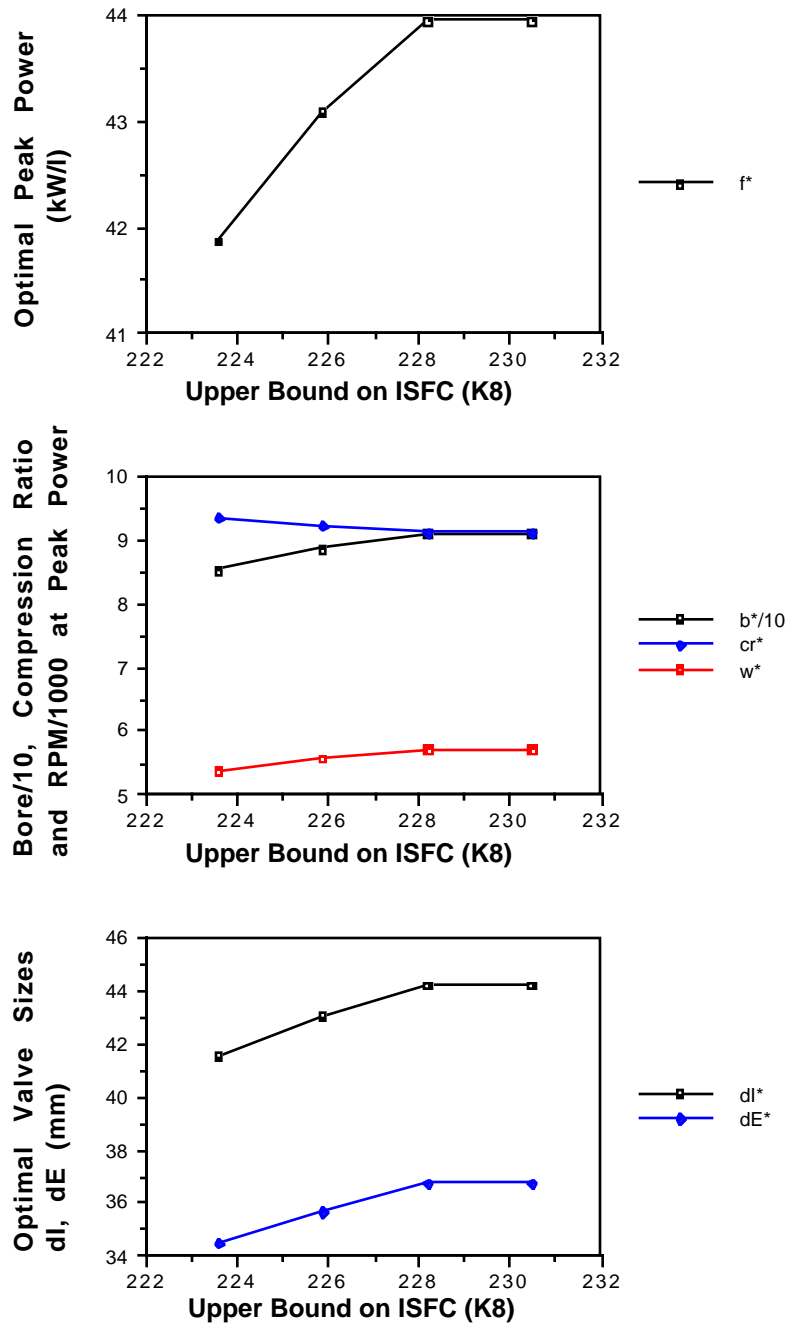 Optimal Peak Power
(kW/l)
44
43
42
41
222 224 226 228 230 232
Upper Bound on ISFC (K8)
f*
Bore/10, Compression Ratio
and RPM/1000 at Peak Power
10
9
8
7
6
5
222 224 226 228 230 232
Upper Bound on ISFC (K8)
b*/10
cr*
w*
Optimal Valve Sizes
dI, dE (mm)
46
44
42
40
38
36
34
222 224 226 228 230 232
Upper Bound on ISFC (K8)
dI*
dE*